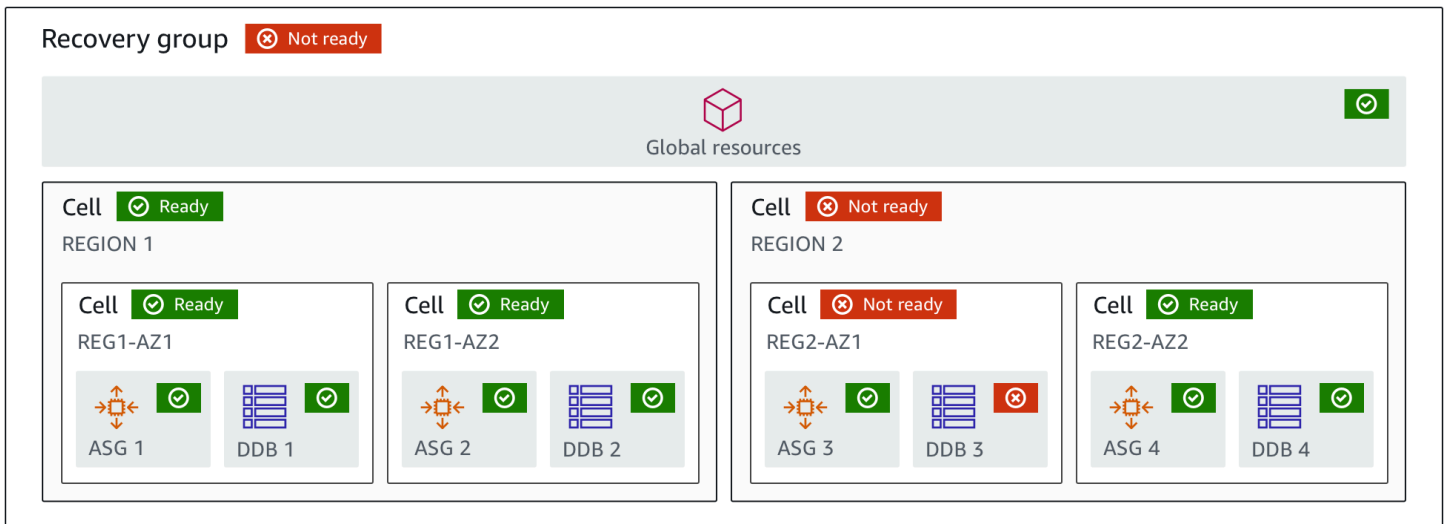 Recovery group Not ready
Global resources
Cell Ready
REGION 1
Cell Ready
REG1-AZ1
ASG 1
DDB 1
Cell Ready
REG1-AZ2
ASG 2
DDB 2
Cell Not ready
REGION 2
Cell Not ready
REG2-AZ1
ASG 3
DDB 3
Cell Ready
REG2-AZ2
ASG 4
DDB 4